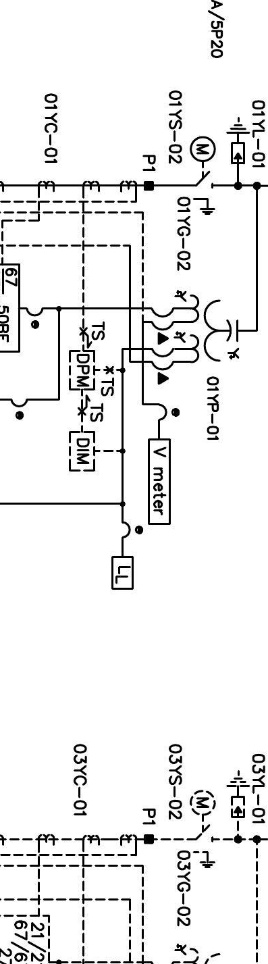 A/5P20
01YL-01
01YS-02
M
01YG-02
P1
01YC-01
01YP-01
67
50BF
TS
DPM
TS
TS
DIM
V meter
LL
03YL-01
03YS-02
M
03YG-02
P1
03YC-01
21/2
67/6